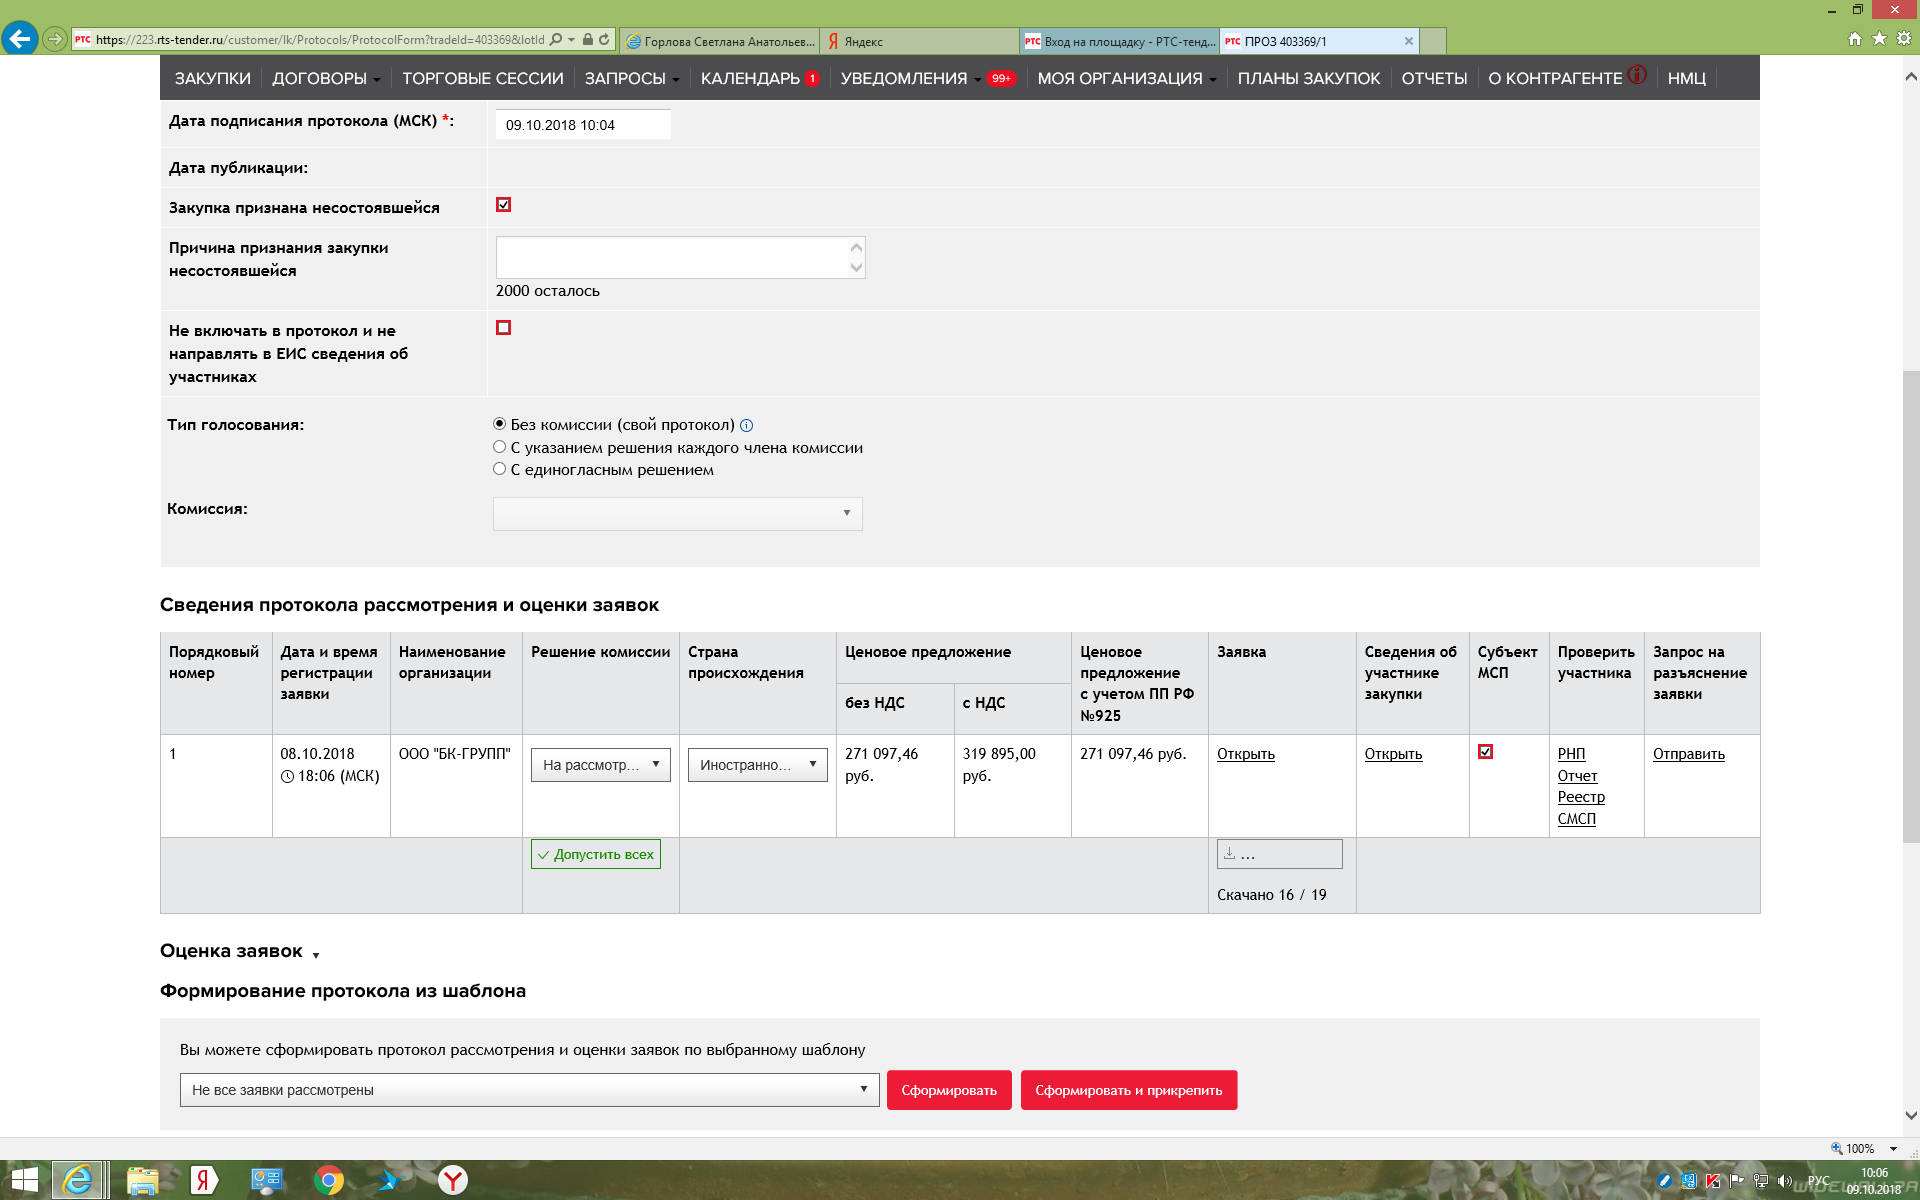 https://223.rts-tender.ru/customer/lk/Protocols/ProtocolForm?tradeId=403369&lotId
Горлова Светлана Анатольев...
Яндекс
Вход на площадку - РТС-тенд...
ПРОЗ 403369/1
ЗАКУПКИ ДОГОВОРЫ ТОРГОВЫЕ СЕССИИ ЗАПРОСЫ КАЛЕНДАРЬ 1 УВЕДОМЛЕНИЯ 99+ МОЯ ОРГАНИЗАЦИЯ ПЛАНЫ ЗАКУПОК ОТЧЕТЫ О КОНТРАГЕНТЕ НМЦ
Дата подписания протокола (МСК) *:
09.10.2018 10:04
Дата публикации:
Закупка признана несостоявшейся
Причина признания закупки
несостоявшейся
2000 осталось
Не включать в протокол и не
направлять в ЕИС сведения об
участниках
Тип голосования:
Без комиссии (свой протокол)
С указанием решения каждого члена комиссии
С единогласным решением
Комиссия:
Сведения протокола рассмотрения и оценки заявок
Порядковый
номер
Дата и время
регистрации
заявки
Наименование
организации
Решение комиссии
Страна
происхождения
Ценовое предложение
без НДС
с НДС
Ценовое
предложение
с учетом ПП РФ
№925
Заявка
Сведения об
участнике
закупки
Субъект
МСП
Проверить
участника
Запрос на
разъяснение
заявки
1
08.10.2018
18:06 (МСК)
ООО "БК-ГРУПП"
На рассмотр...
Иностранно...
271 097,46
руб.
319 895,00
руб.
271 097,46 руб.
Открыть
Открыть
РНП
Отчет
Реестр
СМСП
Отправить
Допустить всех
...
Скачано 16 / 19
Оценка заявок
Формирование протокола из шаблона
Вы можете сформировать протокол рассмотрения и оценки заявок по выбранному шаблону
Не все заявки рассмотрены
Сформировать
Сформировать и прикрепить
100%
РУС
10:06
09.10.2018